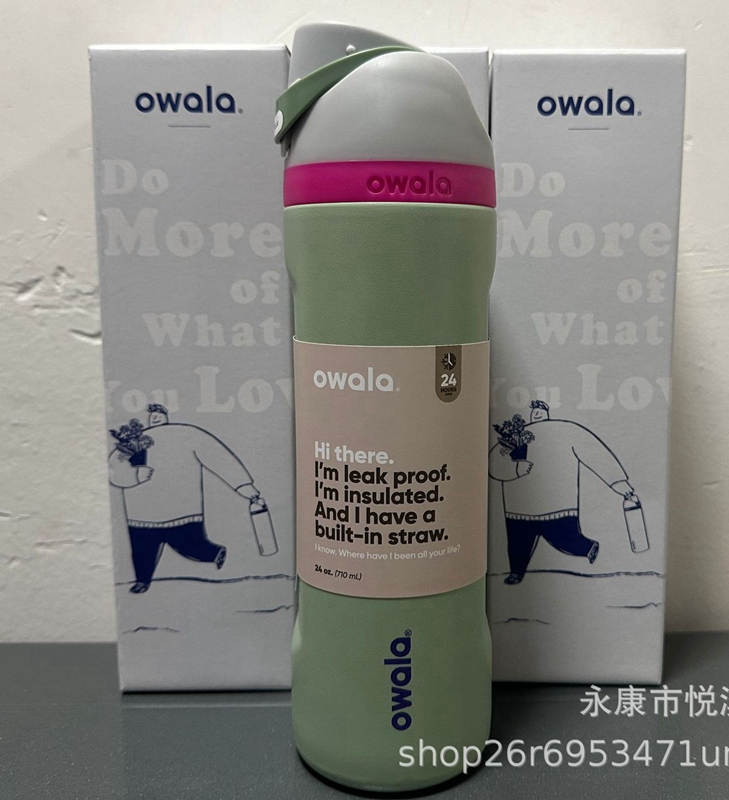 owala®
Do
More
of
What
You Lov
owala®
Do
More
of
What
You Lov
owala
owala®
24
HOURS
Hi there.
I'm leak proof.
I'm insulated.
And I have a
built-in straw.
I know. Where have I been all your life?
24 oz. (710 mL)
owala®
永康市悦
shop26r6953471u